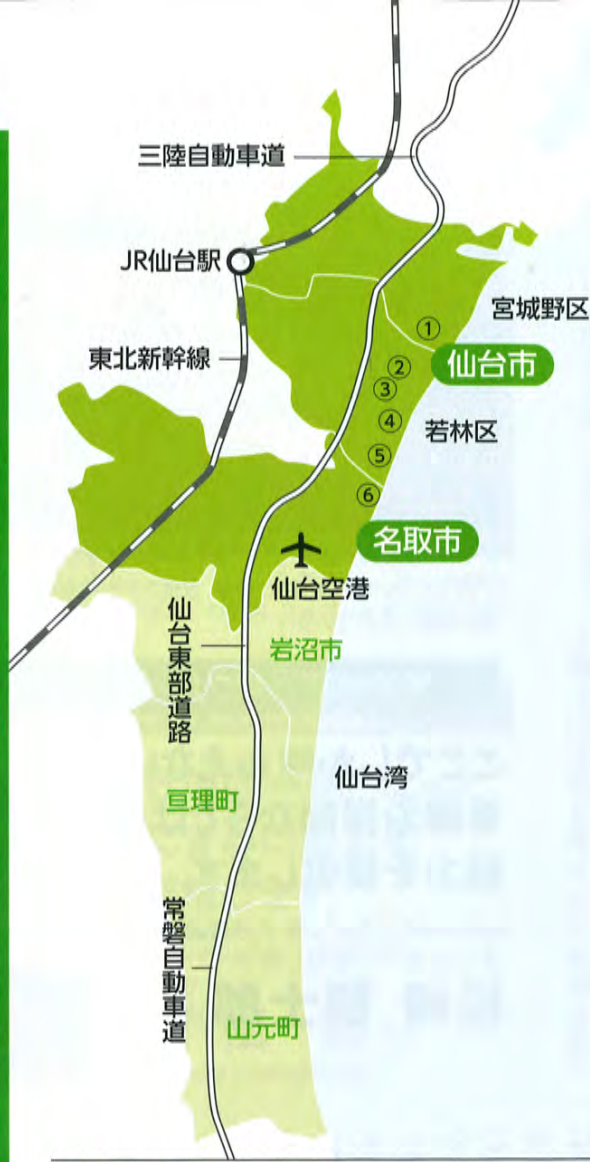 三陸自動車道
JR仙台駅
宮城野区
①
東北新幹線
仙台市
②
③
④
若林区
⑤
⑥
名取市
仙台空港
仙台東部道路
岩沼市
仙台湾
亘理町
常磐自動車道
山元町